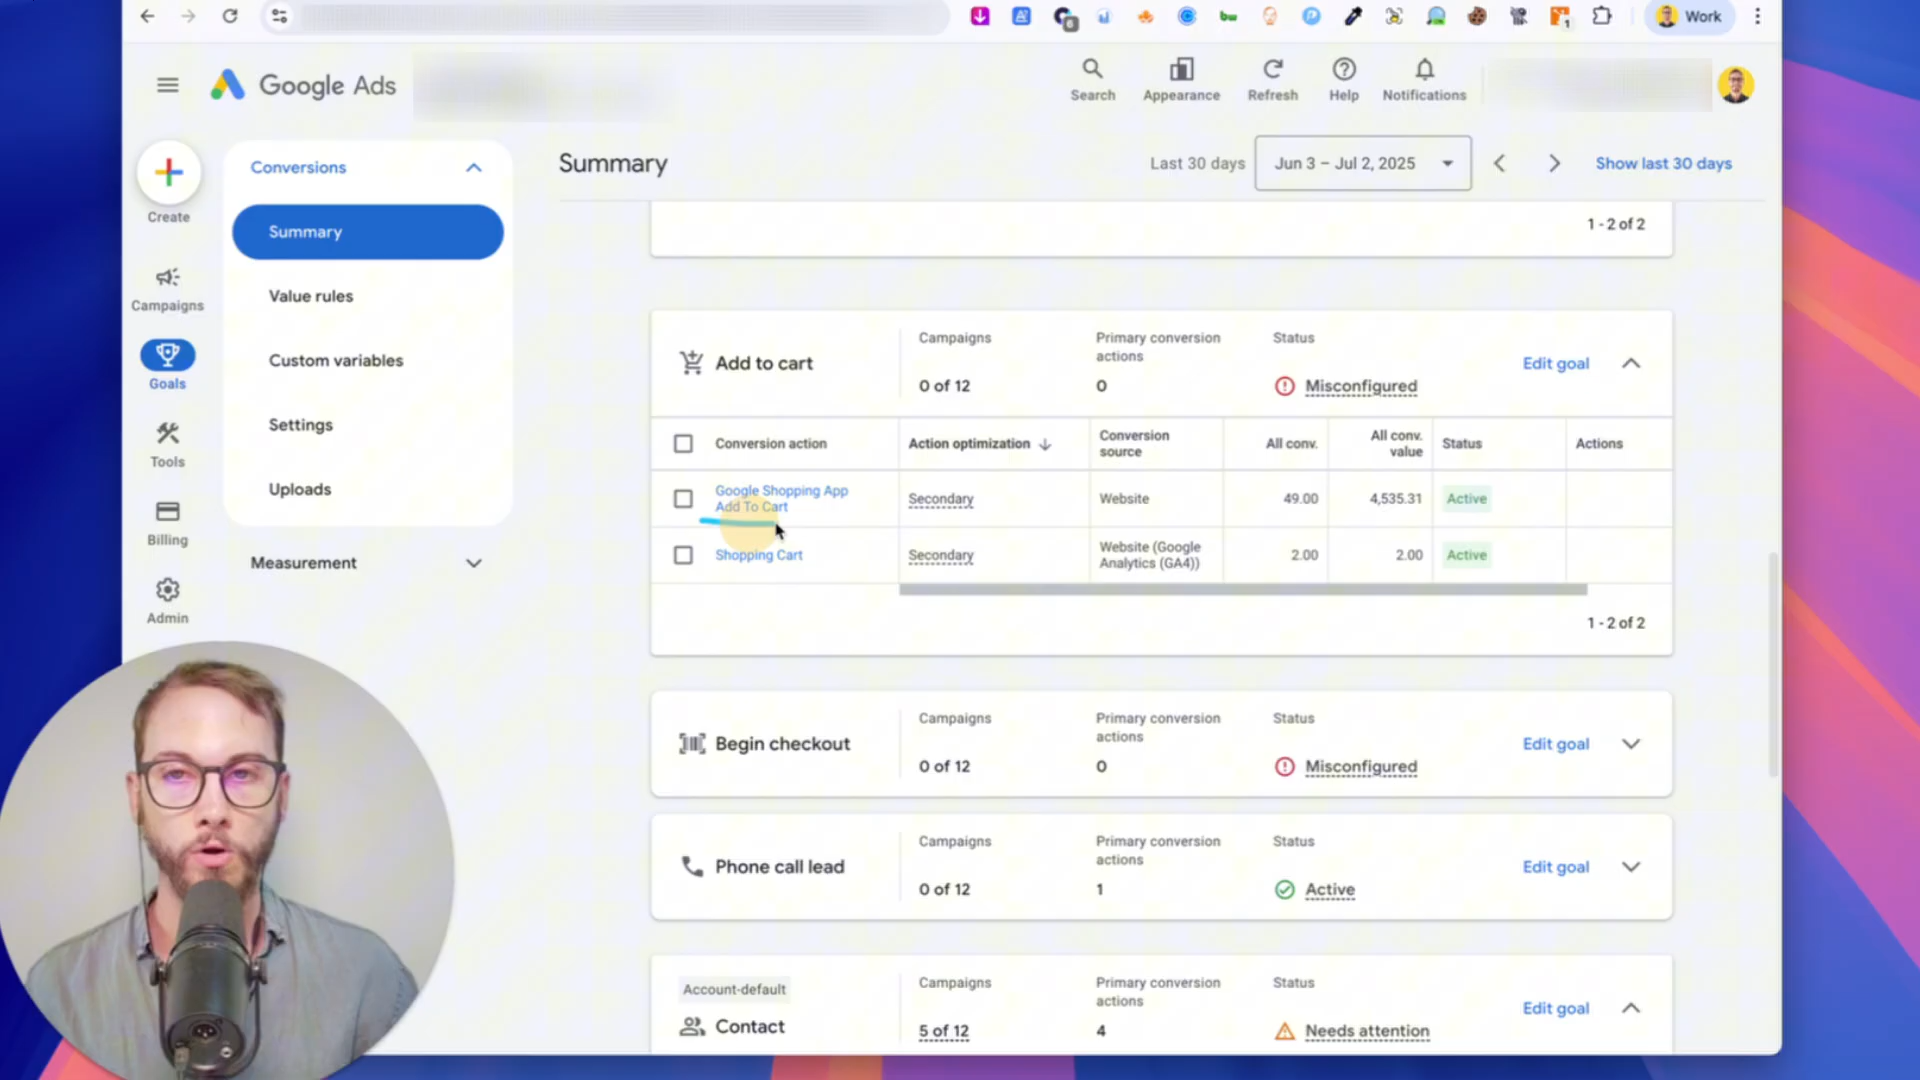 Work
6
1
Google Ads
Search
Appearance
Refresh
Help
Notifications
Create
Campaigns
Goals
Tools
Billing
Admin
Conversions
Summary
Value rules
Custom variables
Settings
Uploads
Measurement
Summary
Last 30 days
Jun 3 – Jul 2, 2025
Show last 30 days
1 - 2 of 2
Add to cart
Campaigns
0 of 12
Primary conversion
actions
0
Status
Misconfigured
Edit goal
Conversion action
Action optimization
Conversion
source
All conv.
All conv.
value
Status
Actions
Google Shopping App
Add To Cart
Secondary
Website
49.00
4,535.31
Active
Shopping Cart
Secondary
Website (Google
Analytics (GA4))
2.00
2.00
Active
1 - 2 of 2
Begin checkout
Campaigns
0 of 12
Primary conversion
actions
0
Status
Misconfigured
Edit goal
Phone call lead
Campaigns
0 of 12
Primary conversion
actions
1
Status
Active
Edit goal
Account-default
Contact
Campaigns
5 of 12
Primary conversion
actions
4
Status
Needs attention
Edit goal